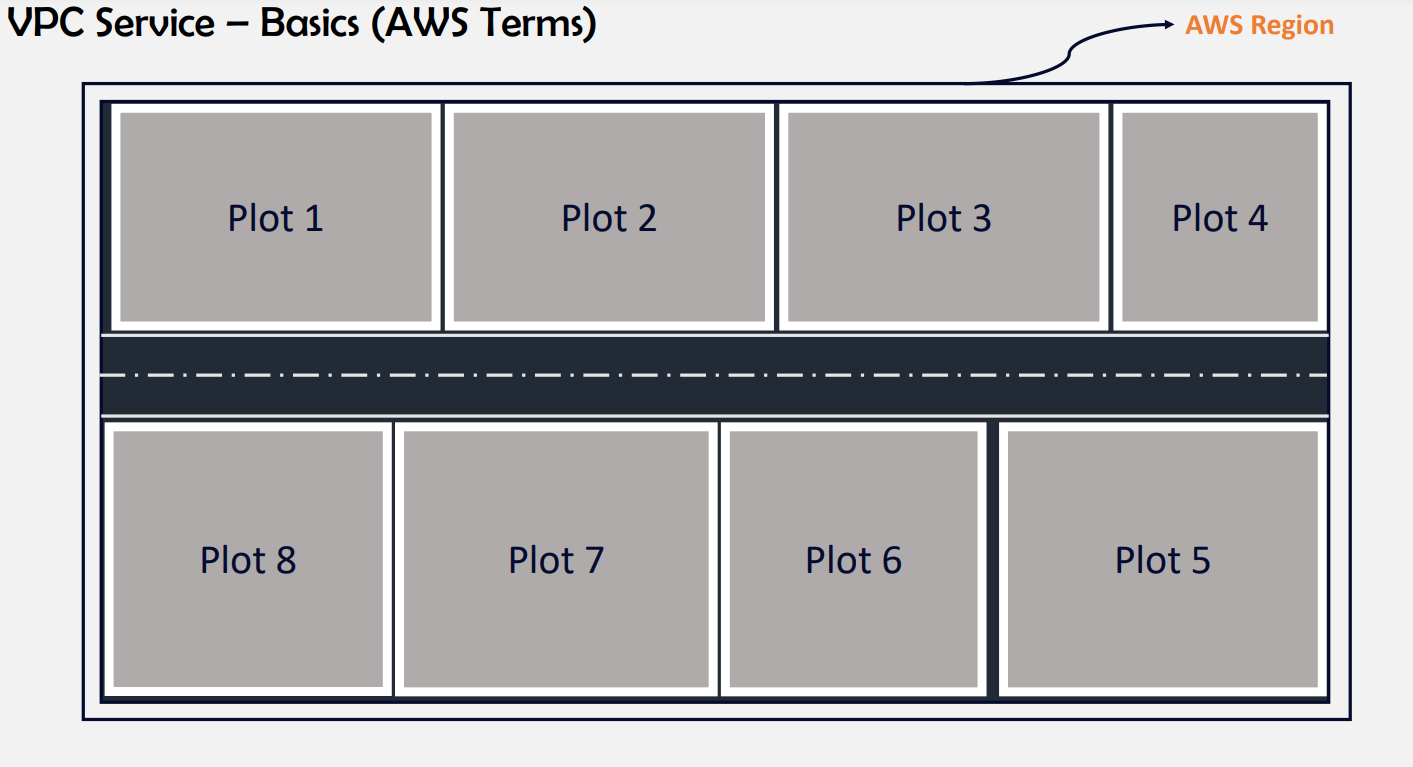 VPC Service – Basics (AWS Terms)
AWS Region
Plot 1
Plot 2
Plot 3
Plot 4
Plot 8
Plot 7
Plot 6
Plot 5